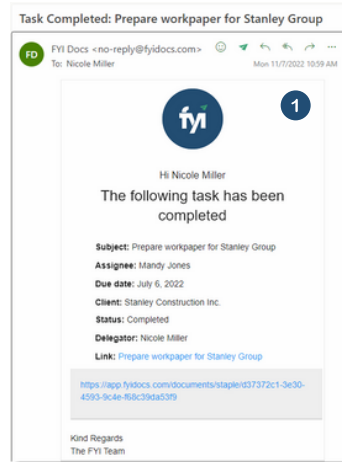 Task Completed: Prepare workpaper for Stanley Group
FD
FYI Docs <no-reply@fyidocs.com>
To: Nicole Miller
Mon 11/7/2022 10:59 AM
fyi
1
Hi Nicole Miller
The following task has been
completed
Subject: Prepare workpaper for Stanley Group
Assignee: Mandy Jones
Due date: July 6, 2022
Client: Stanley Construction Inc.
Status: Completed
Delegator: Nicole Miller
Link: Prepare workpaper for Stanley Group
https://app.fyidocs.com/documents/staple/d37372c1-3e30-
4593-9c4e-f68c39da53f9
Kind Regards
The FYI Team